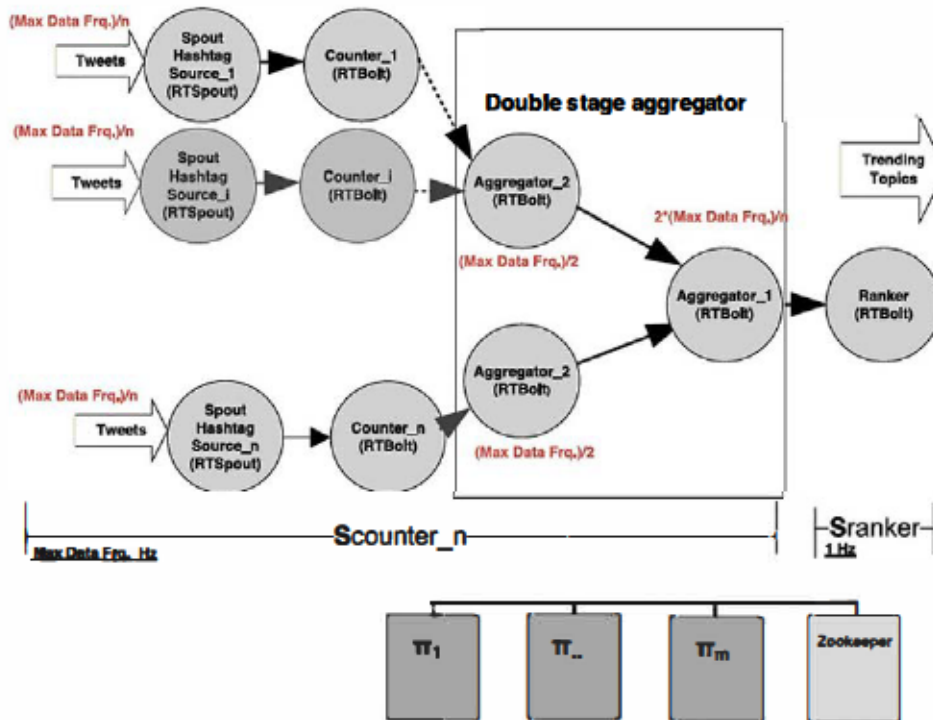 (Max Data Frq.)/n
Tweets
Spout
Hashtag
Source_1
(RTSpout)
Counter_1
(RTBolt)
Double stage aggregator
(Max Data Frq.)/n
Tweets
Spout
Hashtag
Source_i
(RTSpout)
Counter_i
(RTBolt)
Aggregator_2
(RTBolt)
(Max Data Frq.)/2
2*(Max Data Frq.)/n
Trending
Topics
Aggregator_1
(RTBolt)
Ranker
(RTBolt)
Aggregator_2
(RTBolt)
(Max Data Frq.)/2
(Max Data Frq.)/n
Tweets
Spout
Hashtag
Source_n
(RTSpout)
Counter_n
(RTBolt)
Scounter_n
Max Data Frq. Hz
Sranker
1 Hz
π1
π...
πm
Zookeeper